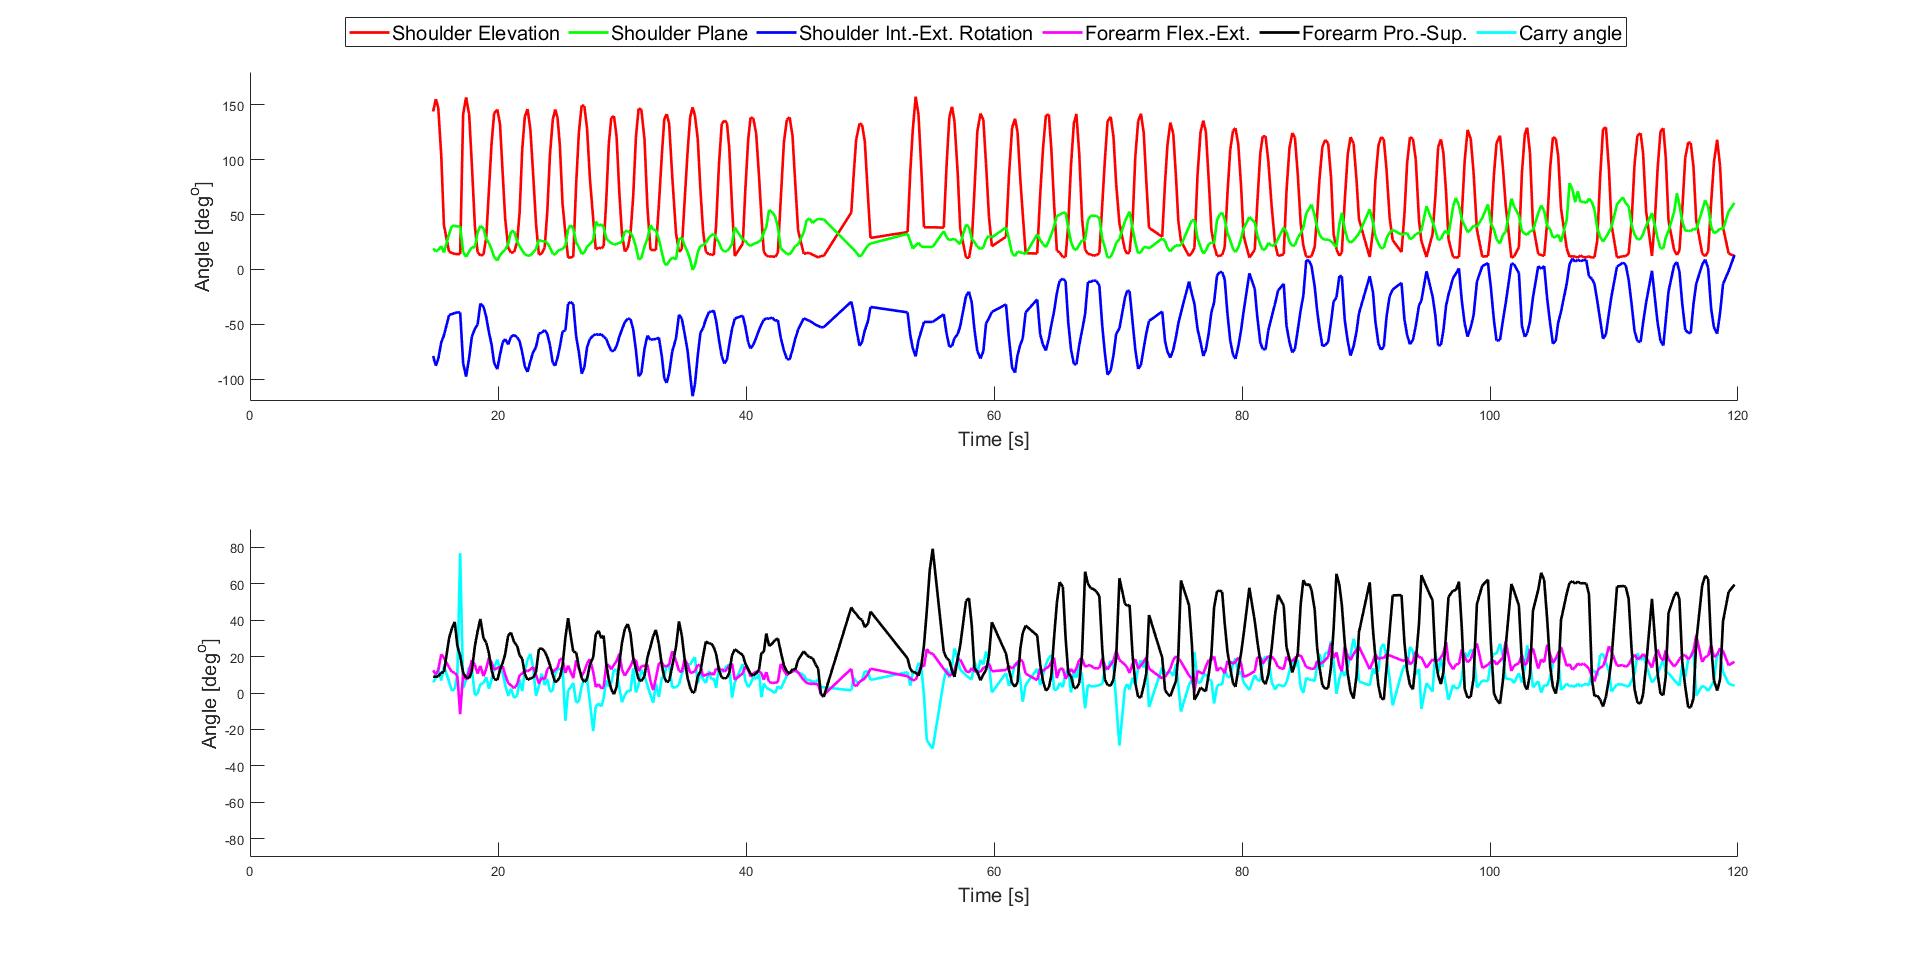 Shoulder Elevation Shoulder Plane Shoulder Int.-Ext. Rotation Forearm Flex.-Ext. Forearm Pro.-Sup. Carry angle
150
100
50
0
-50
-100
Angle [deg^o]
0 20 40 60 80 100 120
Time [s]
80
60
40
20
0
-20
-40
-60
-80
Angle [deg^o]
0 20 40 60 80 100 120
Time [s]